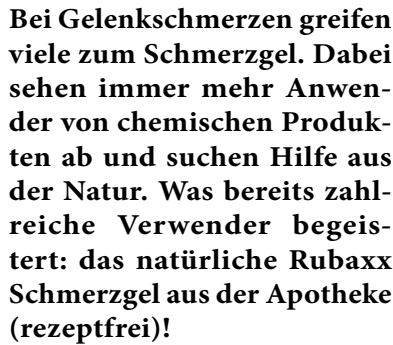 Bei Gelenkschmerzen greifen
viele zum Schmerzgel. Dabei
sehen immer mehr Anwen-
der von chemischen Produk-
ten ab und suchen Hilfe aus
der Natur. Was bereits zahl-
reiche Verwender begeis-
tert: das natürliche Rubaxx
Schmerzgel aus der Apotheke
(rezeptfrei)!